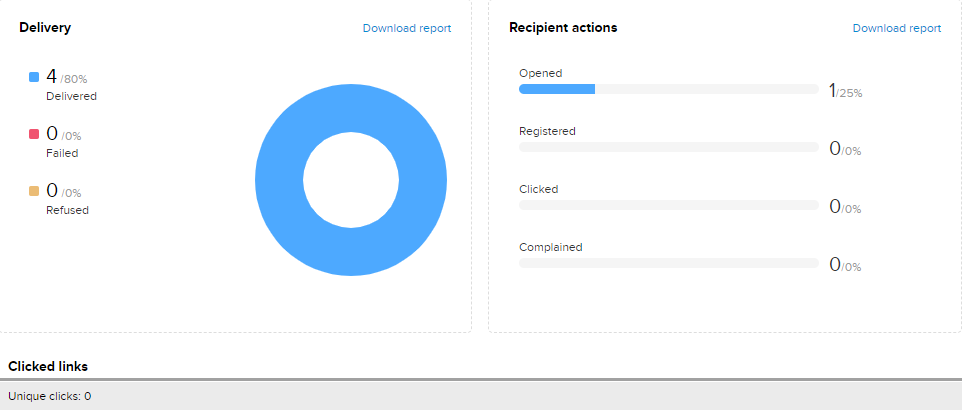 Delivery
Download report
4 /80%
Delivered
0 /0%
Failed
0 /0%
Refused
Recipient actions
Download report
Opened
1/25%
Registered
0/0%
Clicked
0/0%
Complained
0/0%
Clicked links
Unique clicks: 0